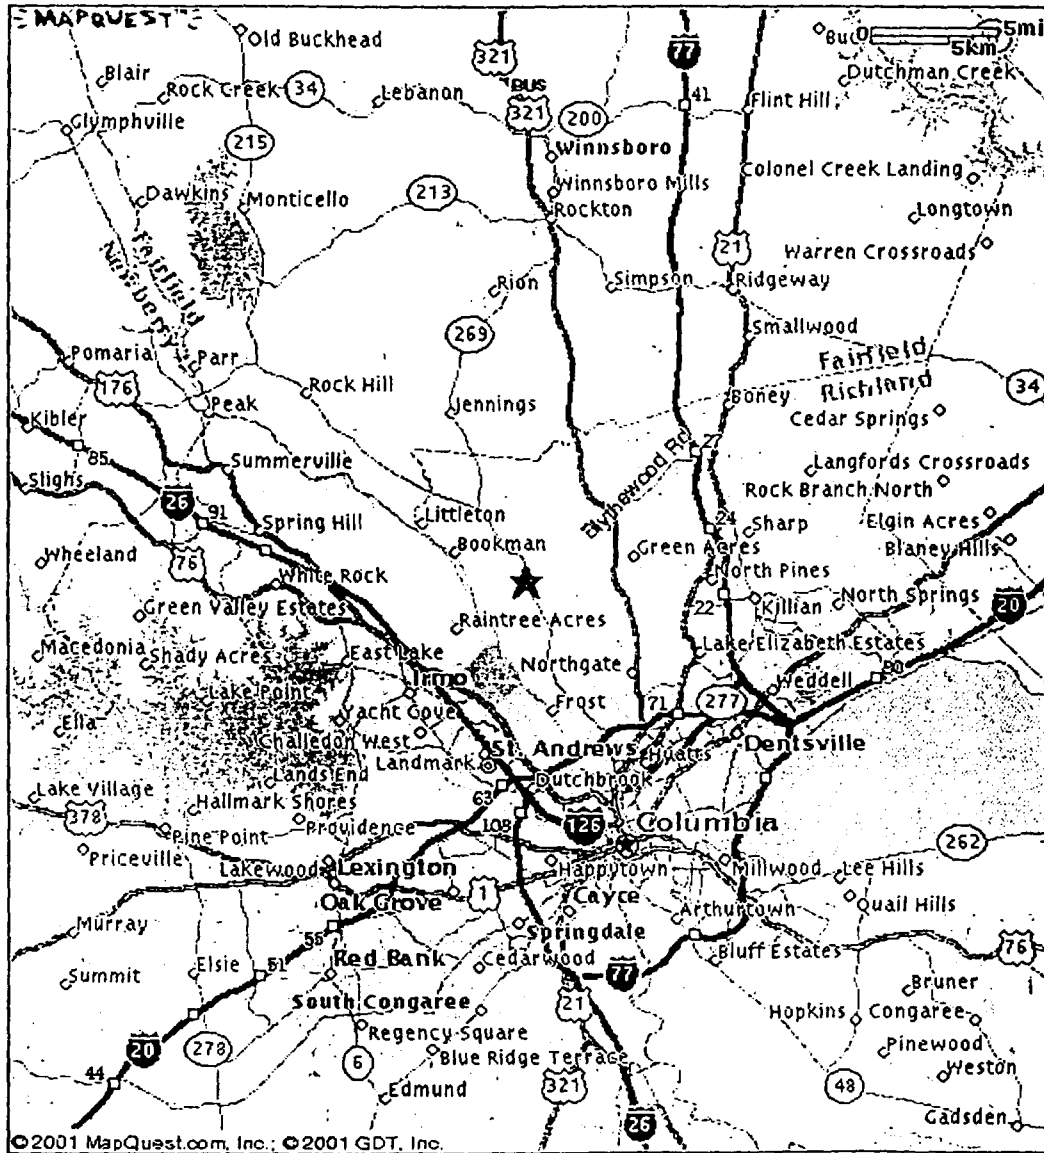 MAPQUEST
Old Buckhead
321
77
0 5mi
5km
Blair
Rock Creek
34
Lebanon
BUS
321
200
41
Flint Hill
Dutchman Creek
Glymphville
215
Winnsboro
Colonel Creek Landing
Dawkins
Monticello
213
Winnsboro Mills
Rockton
Longtown
Fairfield
Newberry
21
Warren Crossroads
Rion
Simpson
Ridgeway
269
Smallwood
Pomaria
Parr
Fairfield
Richland
176
Rock Hill
34
Kibler
Peak
Jennings
Boney
Cedar Springs
85
Blythewood Rd
27
Summerville
Langfords Crossroads
Slighs
26
Rock Branch North
91
Spring Hill
Littleton
24
Sharp
Elgin Acres
Wheeland
76
Bookman
Green Acres
Blaney Hills
White Rock
North Pines
20
Green Valley Estates
22
Killian
North Springs
Raintree Acres
Macedonia
Shady Acres
East Lake
Lake Elizabeth Estates
80
Irmo
Northgate
Weddell
Lake Point
277
Ella
Yacht Cove
Frost
71
Challedon West
St. Andrews
Hyatts
Dentsville
Landmark
Lands End
Dutchbrook
Lake Village
Hallmark Shores
63
378
Pine Point
Providence
108
126
Columbia
262
Priceville
Lakewood
Lexington
Happytown
Millwood
Lee Hills
Oak Grove
1
Cayce
Quail Hills
Murray
Arthurtown
55
Springdale
76
Summit
Elsie
51
Red Bank
Cedarwood
77
Bluff Estates
Bruner
South Congaree
21
Hopkins
Congaree
Regency Square
20
278
6
Blue Ridge Terrace
Pinewood
44
Edmund
321
48
Weston
26
Gadsden
©2001 MapQuest.com, Inc.; ©2001 GDT, Inc.